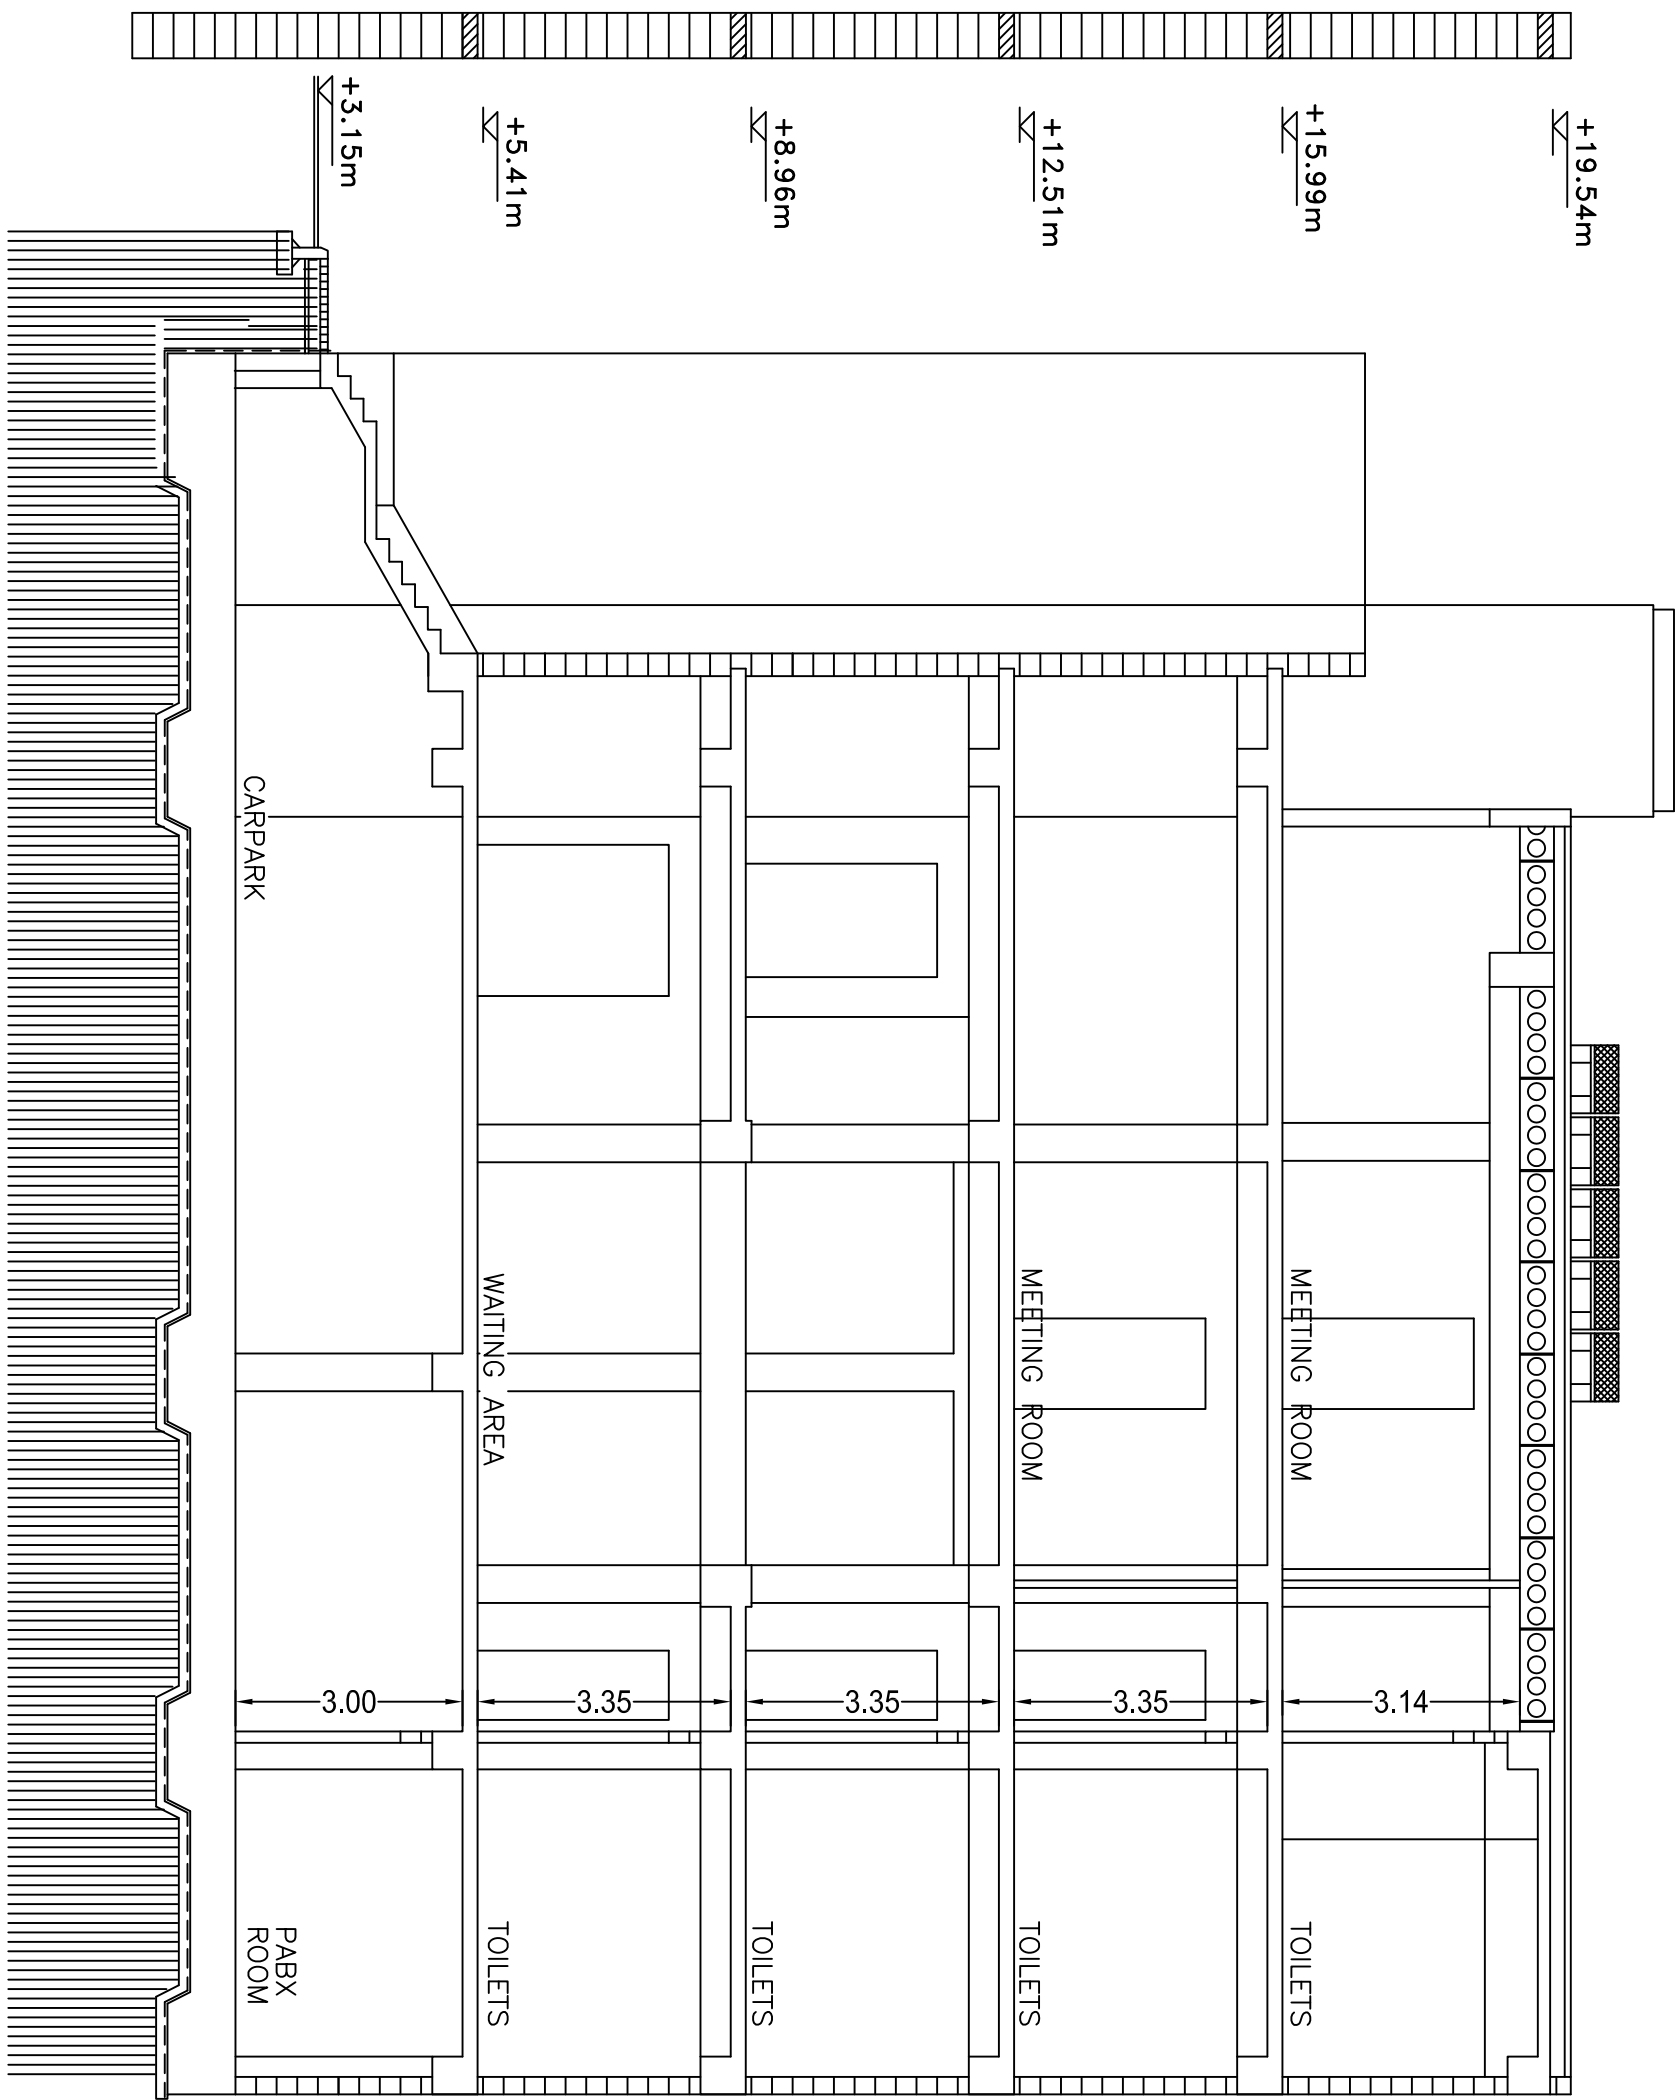 +19.54m
+15.99m
+12.51m
+8.96m
+5.41m
+3.15m
MEETING ROOM
3.14
TOILETS
MEETING ROOM
3.35
TOILETS
3.35
TOILETS
WAITING AREA
3.35
TOILETS
CARPARK
3.00
PABX
ROOM